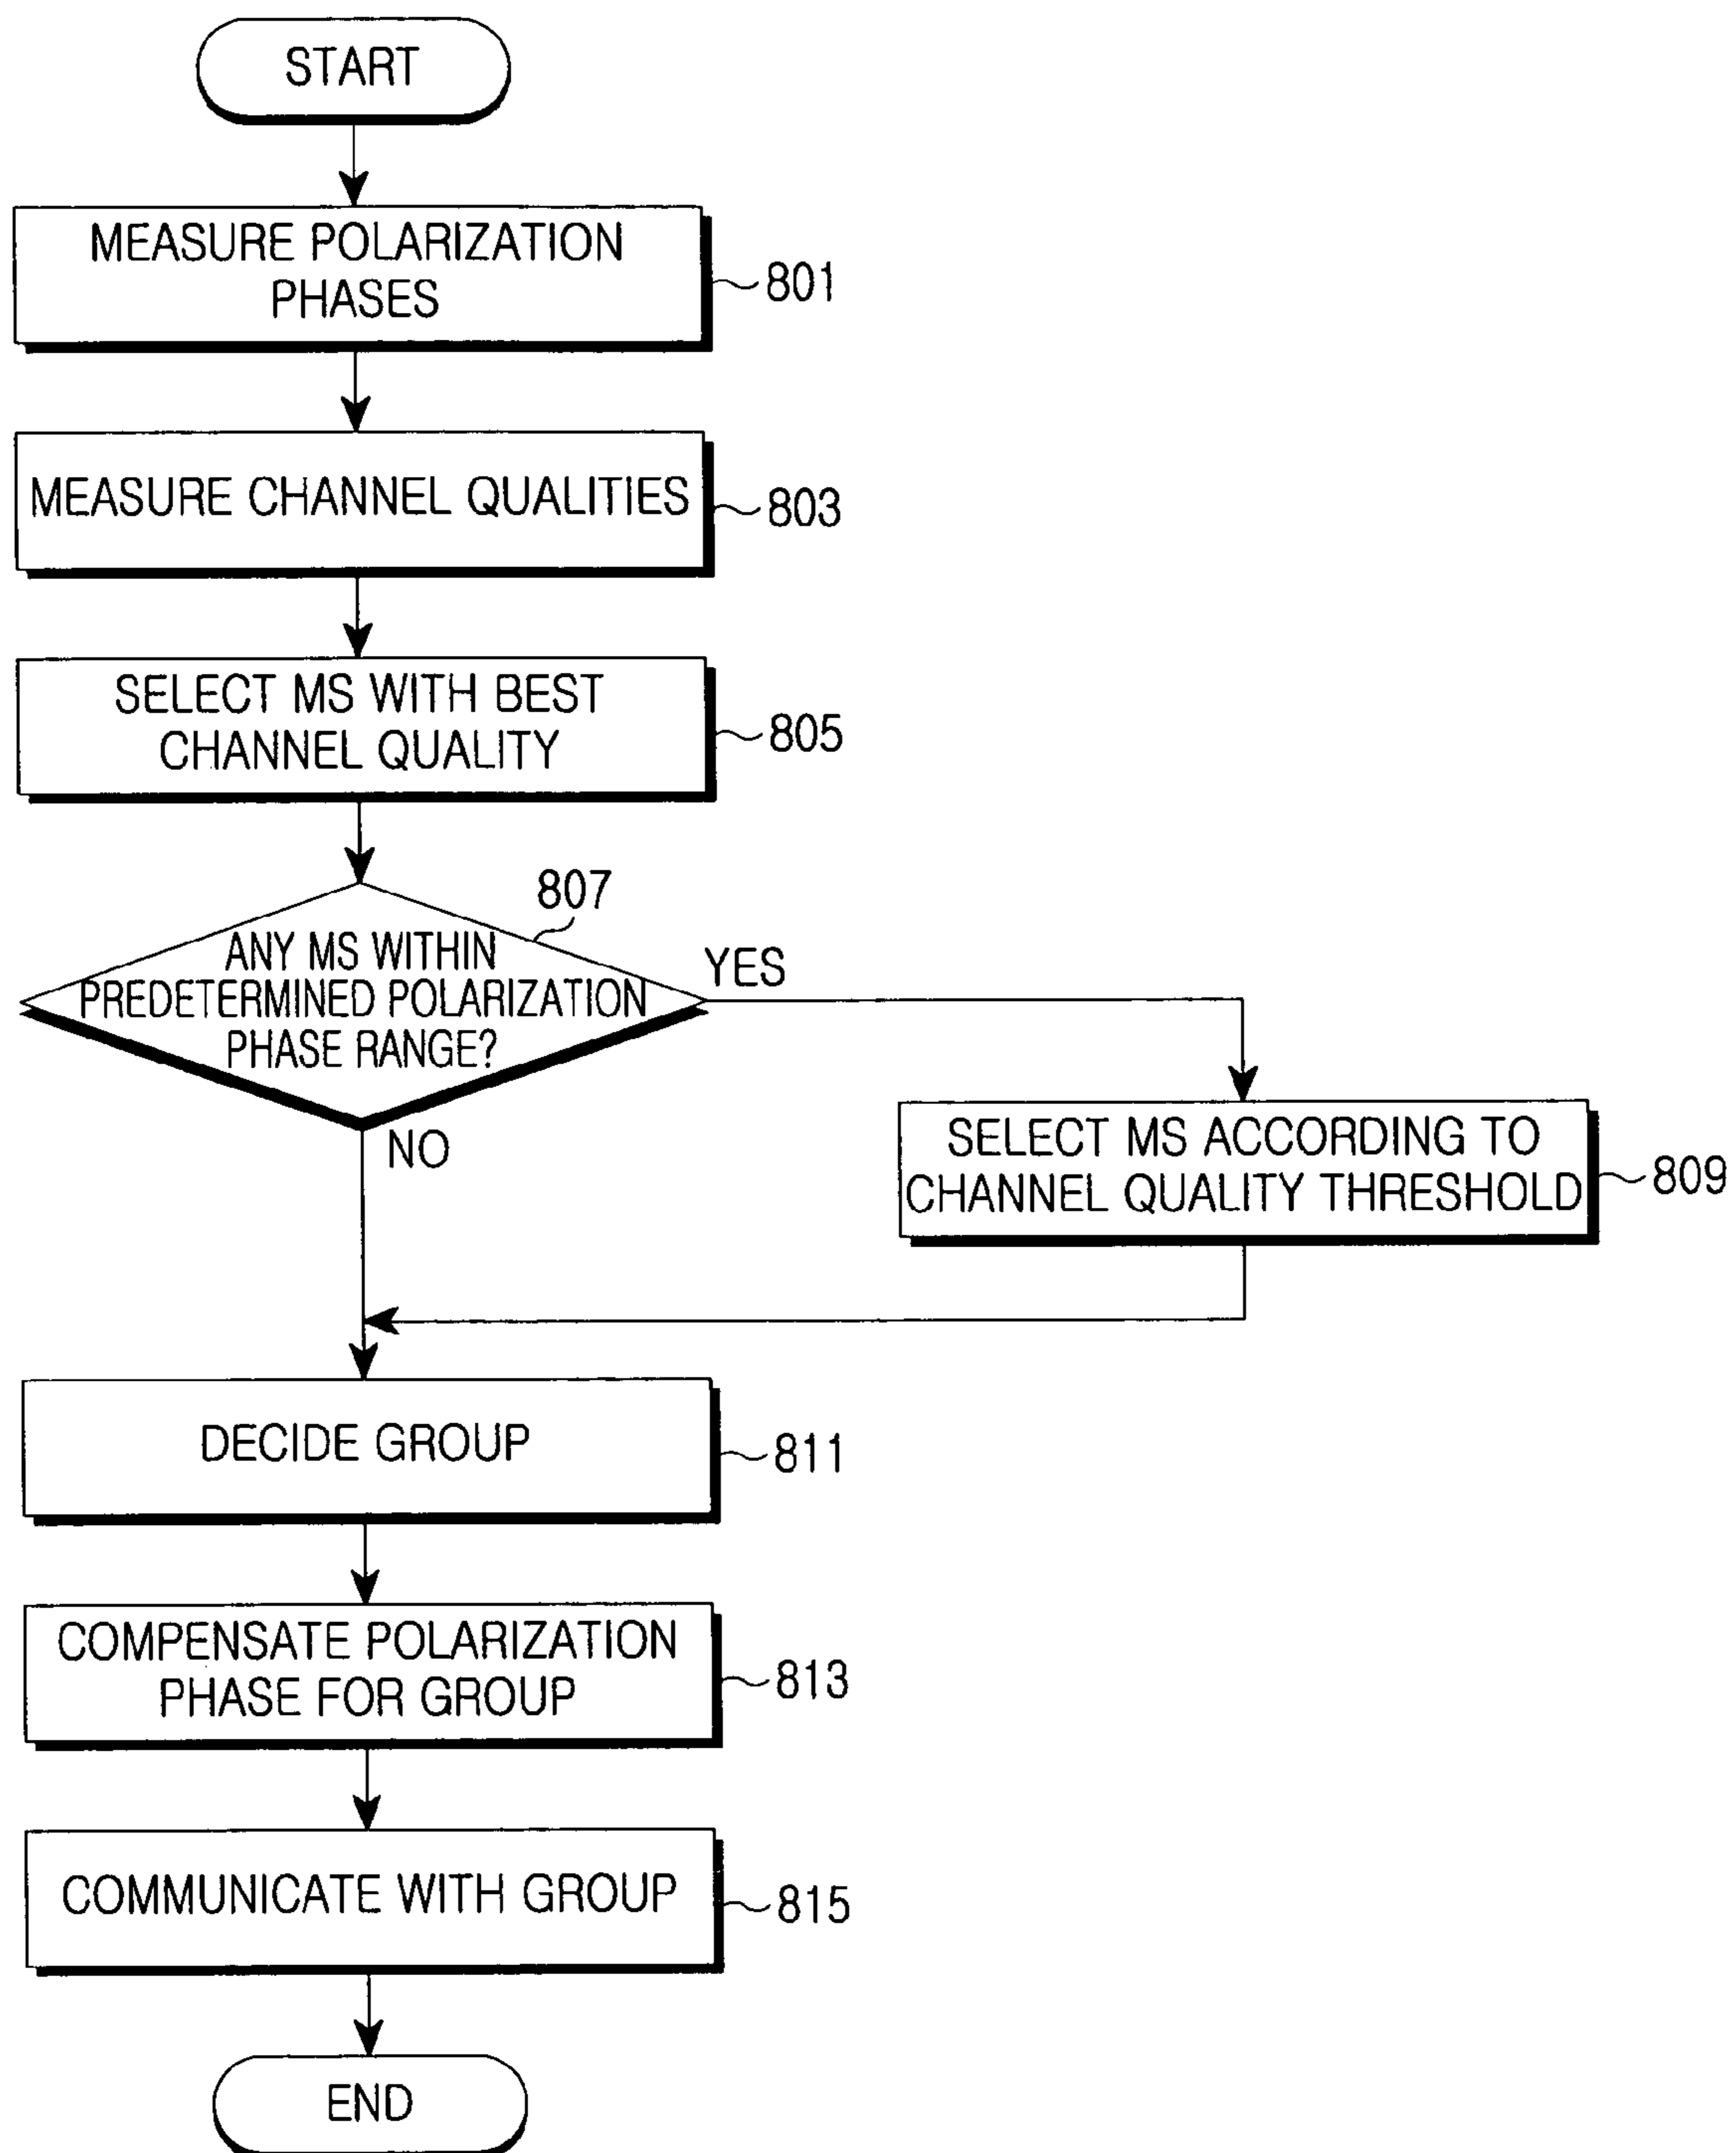 START
MEASURE POLARIZATION
PHASES
801
MEASURE CHANNEL QUALITIES
803
SELECT MS WITH BEST
CHANNEL QUALITY
805
807
ANY MS WITHIN
PREDETERMINED POLARIZATION
PHASE RANGE?
YES
NO
SELECT MS ACCORDING TO
CHANNEL QUALITY THRESHOLD
809
DECIDE GROUP
811
COMPENSATE POLARIZATION
PHASE FOR GROUP
813
COMMUNICATE WITH GROUP
815
END